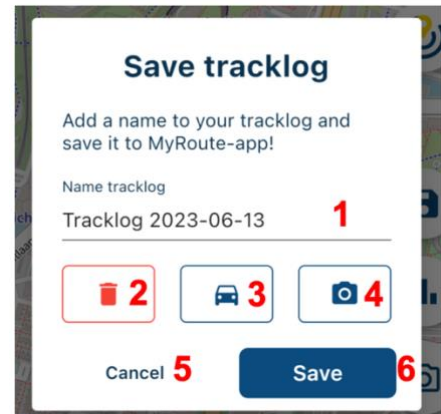 Save tracklog
Add a name to your tracklog and
save it to MyRoute-app!
Name tracklog
Tracklog 2023-06-13 1
2 3 4
Cancel 5 Save 6